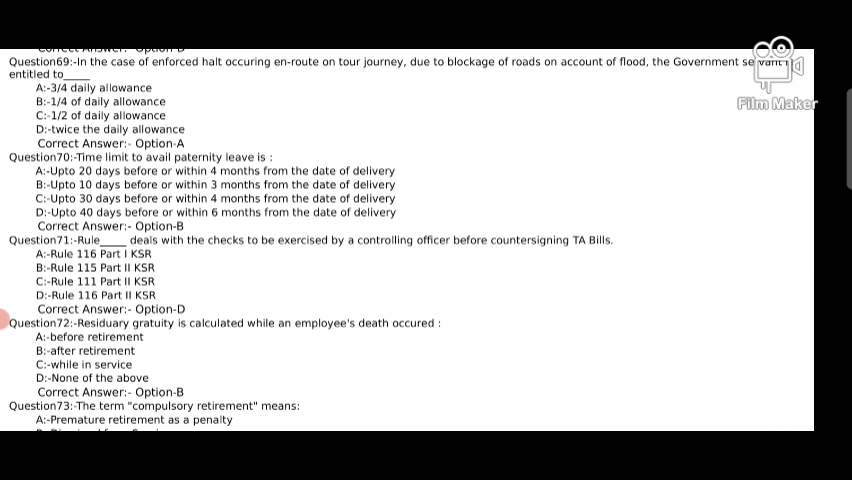 Correct Answer:- Option-D
Question69:-In the case of enforced halt occuring en-route on tour journey, due to blockage of roads on account of flood, the Government servant is
entitled to_____
A:-3/4 daily allowance
B:-1/4 of daily allowance
C:-1/2 of daily allowance
D:-twice the daily allowance
Correct Answer:- Option-A
Question70:-Time limit to avail paternity leave is :
A:-Upto 20 days before or within 4 months from the date of delivery
B:-Upto 10 days before or within 3 months from the date of delivery
C:-Upto 30 days before or within 4 months from the date of delivery
D:-Upto 40 days before or within 6 months from the date of delivery
Correct Answer:- Option-B
Question71:-Rule_____ deals with the checks to be exercised by a controlling officer before countersigning TA Bills.
A:-Rule 116 Part I KSR
B:-Rule 115 Part II KSR
C:-Rule 111 Part II KSR
D:-Rule 116 Part II KSR
Correct Answer:- Option-D
Question72:-Residuary gratuity is calculated while an employee's death occured :
A:-before retirement
B:-after retirement
C:-while in service
D:-None of the above
Correct Answer:- Option-B
Question73:-The term "compulsory retirement" means:
A:-Premature retirement as a penalty
Film Maker